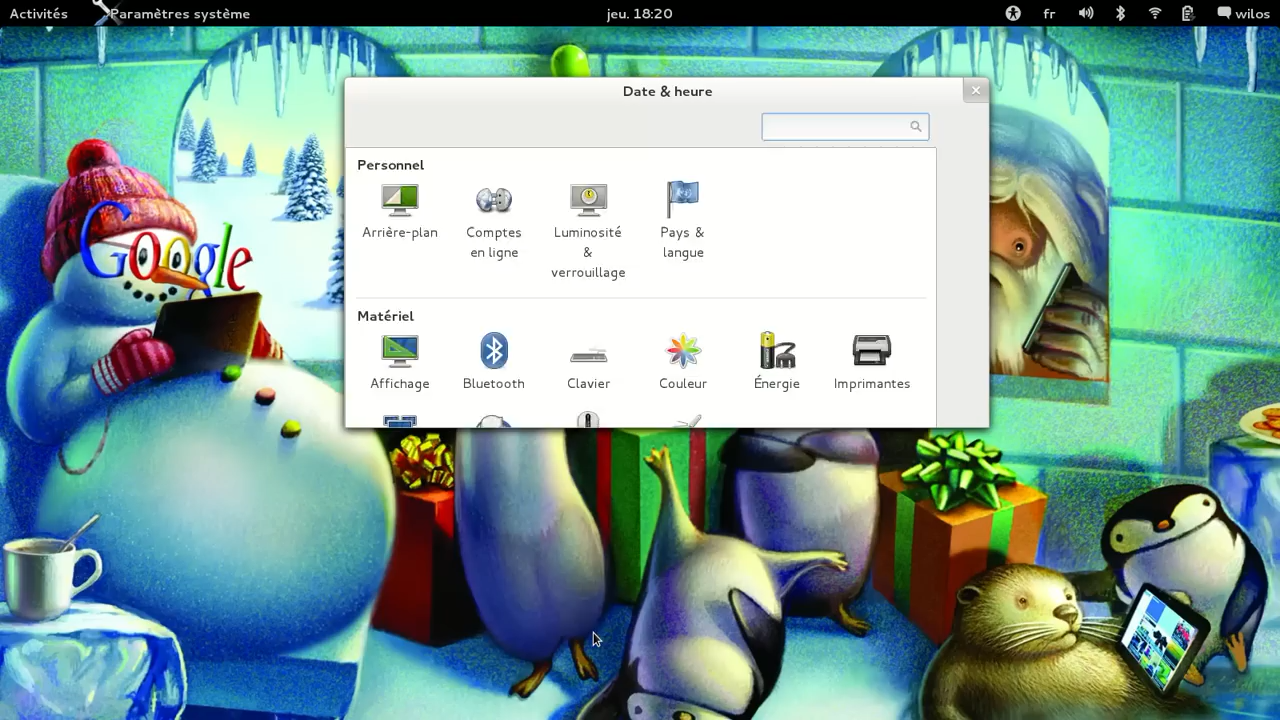 Activités
Paramètres système
jeu. 18:20
fr
wilos
Date & heure
Personnel
Arrière-plan
Comptes
en ligne
Luminosité
&
verrouillage
Pays &
langue
Google
Matériel
Affichage
Bluetooth
Clavier
Couleur
Énergie
Imprimantes